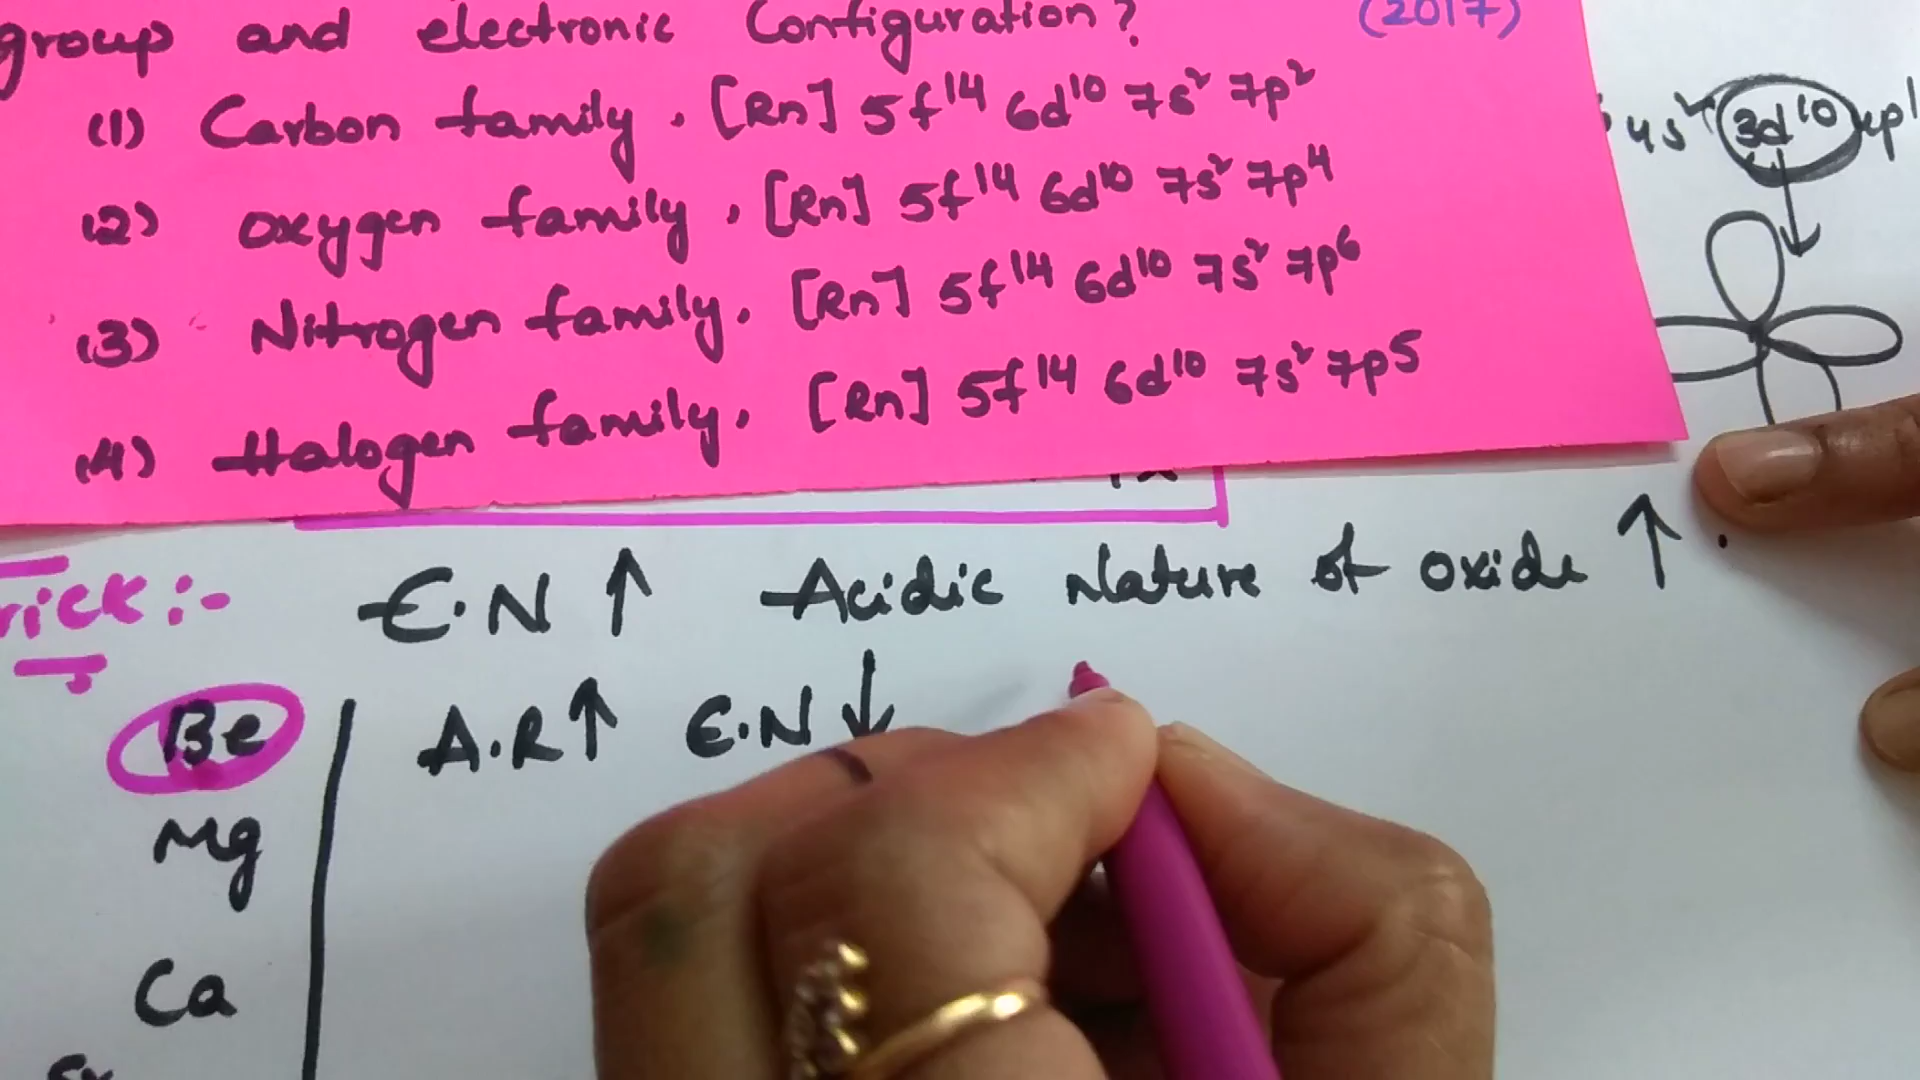 group and electronic Configuration? (2017)
(1) Carbon family. [Rn] 5f¹⁴ 6d¹⁰ 7s² 7p²
(2) oxygen family, [Rn] 5f¹⁴ 6d¹⁰ 7s² 7p⁴
(3) Nitrogen family. [Rn] 5f¹⁴ 6d¹⁰ 7s² 7p⁶
(4) Halogen family, [Rn] 5f¹⁴ 6d¹⁰ 7s² 7p⁵
4s² 3d¹⁰ 4p¹
rick:- E.N ↑ Acidic Nature of oxide ↑
Be A.R↑ E.N↓
Mg
Ca